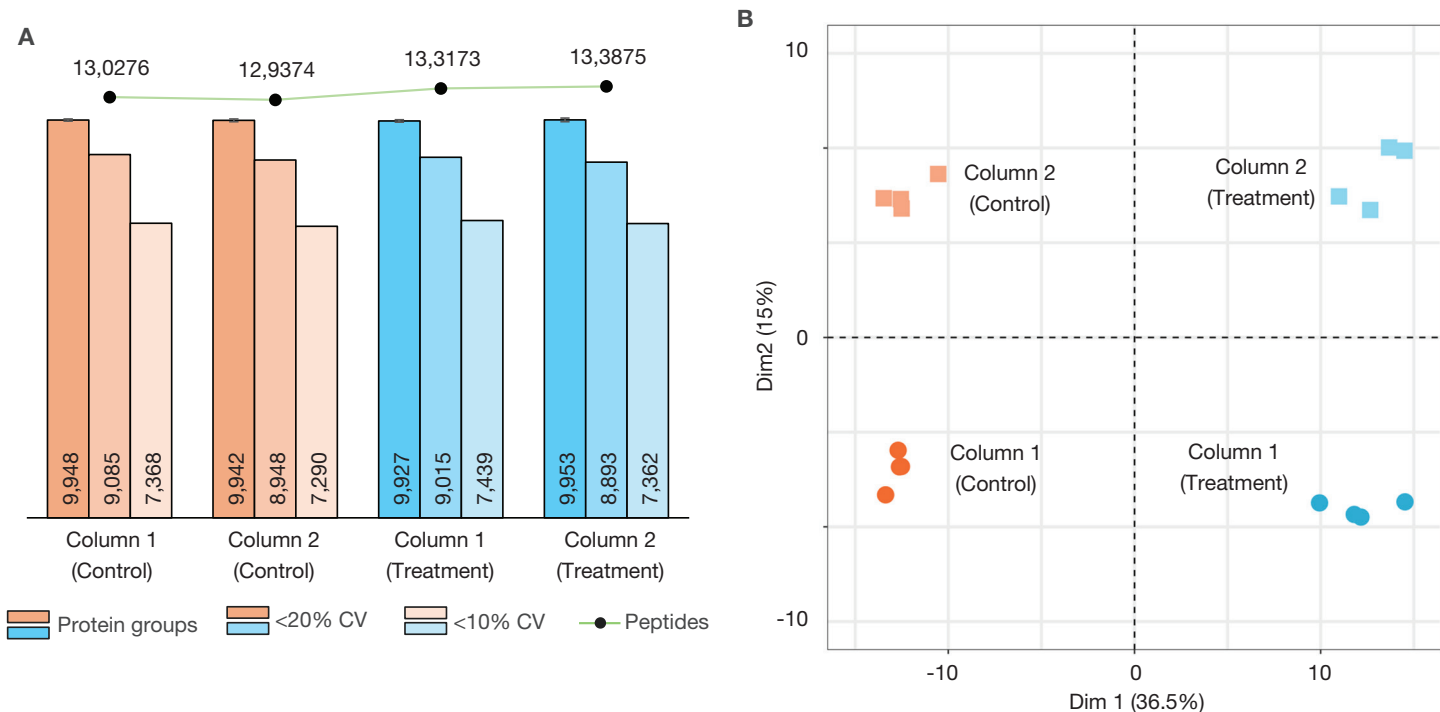 A
13,0276
12,9374
13,3173
13,3875
9,948
9,085
7,368
9,942
8,948
7,290
9,927
9,015
7,439
9,953
8,893
7,362
Column 1
(Control)
Column 2
(Control)
Column 1
(Treatment)
Column 2
(Treatment)
Protein groups
<20% CV
<10% CV
Peptides
B
10
0
-10
Dim2 (15%)
Column 2
(Control)
Column 2
(Treatment)
Column 1
(Control)
Column 1
(Treatment)
-10
0
10
Dim 1 (36.5%)